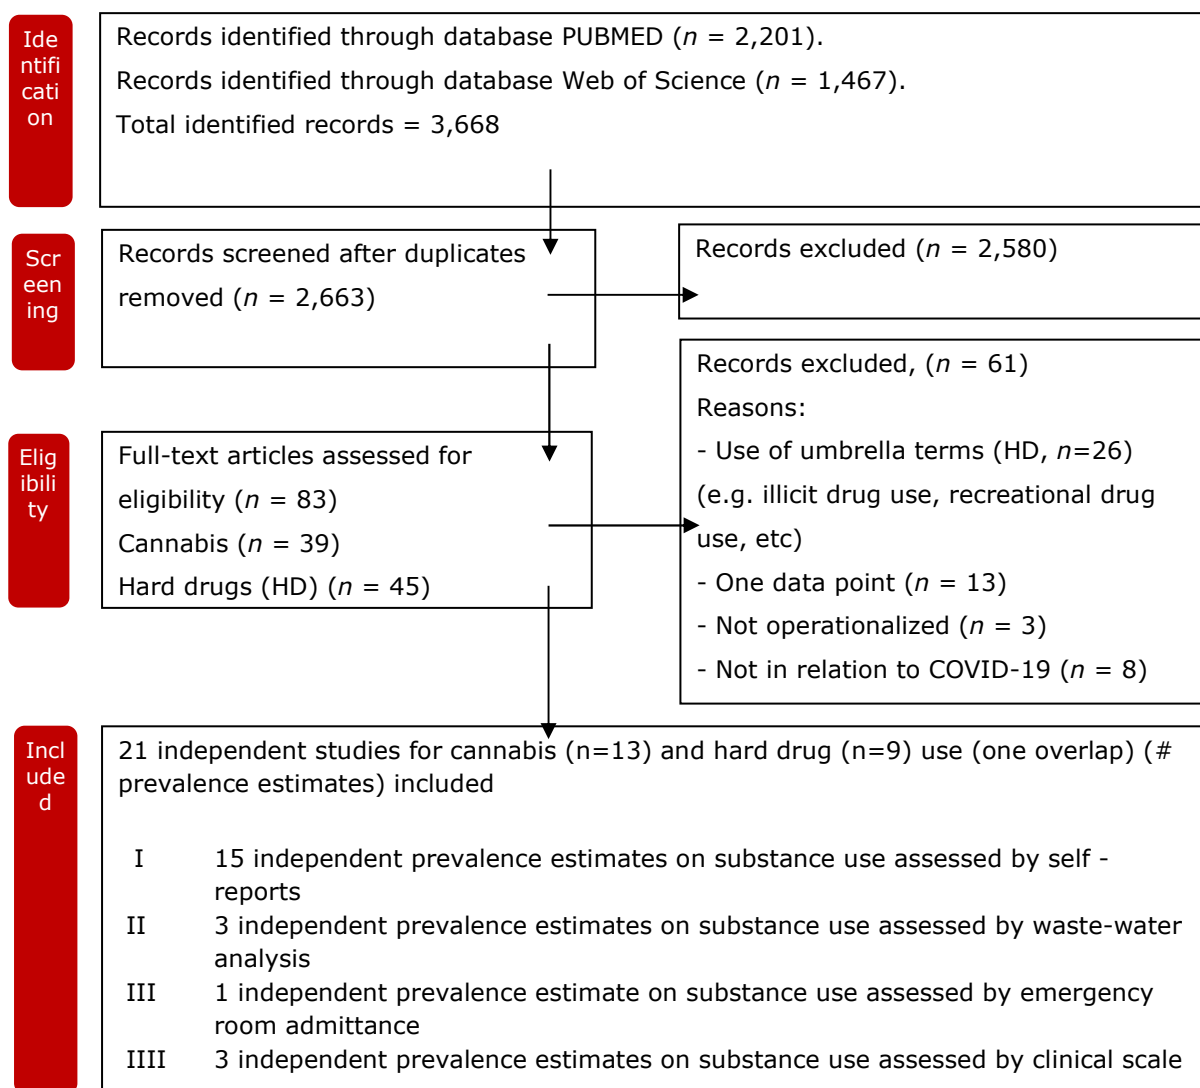 Ide
ntifi
cati
on
Records identified through database PUBMED (n = 2,201).
Records identified through database Web of Science (n = 1,467).
Total identified records = 3,668
Scr
een
ing
Records screened after duplicates
removed (n = 2,663)
Records excluded (n = 2,580)
Elig
ibili
ty
Full-text articles assessed for
eligibility (n = 83)
Cannabis (n = 39)
Hard drugs (HD) (n = 45)
Records excluded, (n = 61)
Reasons:
- Use of umbrella terms (HD, n=26)
(e.g. illicit drug use, recreational drug
use, etc)
- One data point (n = 13)
- Not operationalized (n = 3)
- Not in relation to COVID-19 (n = 8)
Incl
ude
d
21 independent studies for cannabis (n=13) and hard drug (n=9) use (one overlap) (#
prevalence estimates) included
I 15 independent prevalence estimates on substance use assessed by self -
reports
II 3 independent prevalence estimates on substance use assessed by waste-water
analysis
III 1 independent prevalence estimate on substance use assessed by emergency
room admittance
IIII 3 independent prevalence estimates on substance use assessed by clinical scale